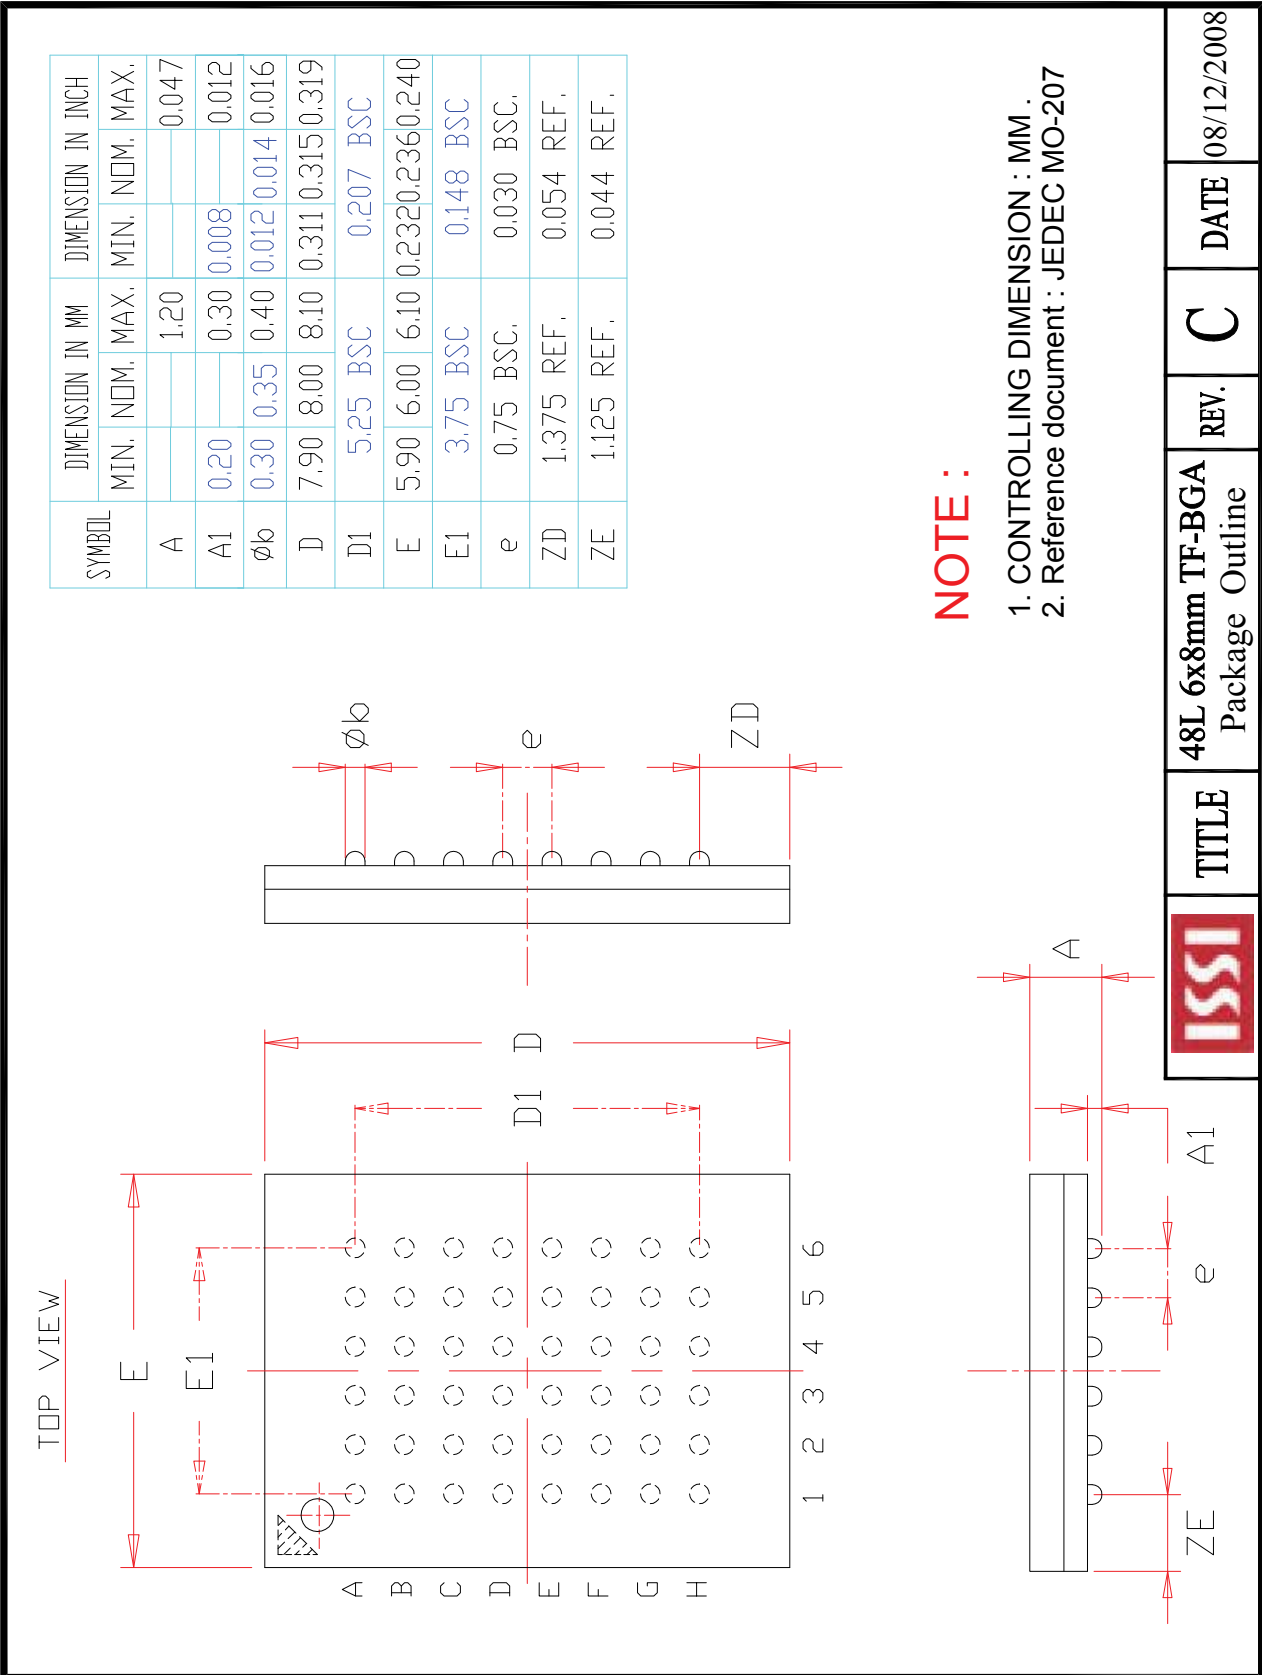 TOP VIEW
E
E1
A
B
C
D
E
F
G
H
1 2 3 4 5 6
D1
D
Øb
e
ZD
ZE
e
A1
A
SYMBOL DIMENSION IN MM DIMENSION IN INCH
MIN. NOM. MAX. MIN. NOM. MAX.
A 1.20 0.047
A1 0.20 0.30 0.008 0.012
Øb 0.30 0.35 0.40 0.012 0.014 0.016
D 7.90 8.00 8.10 0.311 0.315 0.319
D1 5.25 BSC 0.207 BSC
E 5.90 6.00 6.10 0.232 0.236 0.240
E1 3.75 BSC 0.148 BSC
e 0.75 BSC. 0.030 BSC.
ZD 1.375 REF. 0.054 REF.
ZE 1.125 REF. 0.044 REF.
NOTE :
1. CONTROLLING DIMENSION : MM .
2. Reference document : JEDEC MO-207
ISSI
TITLE
48L 6x8mm TF-BGA
Package Outline
REV.
C
DATE
08/12/2008